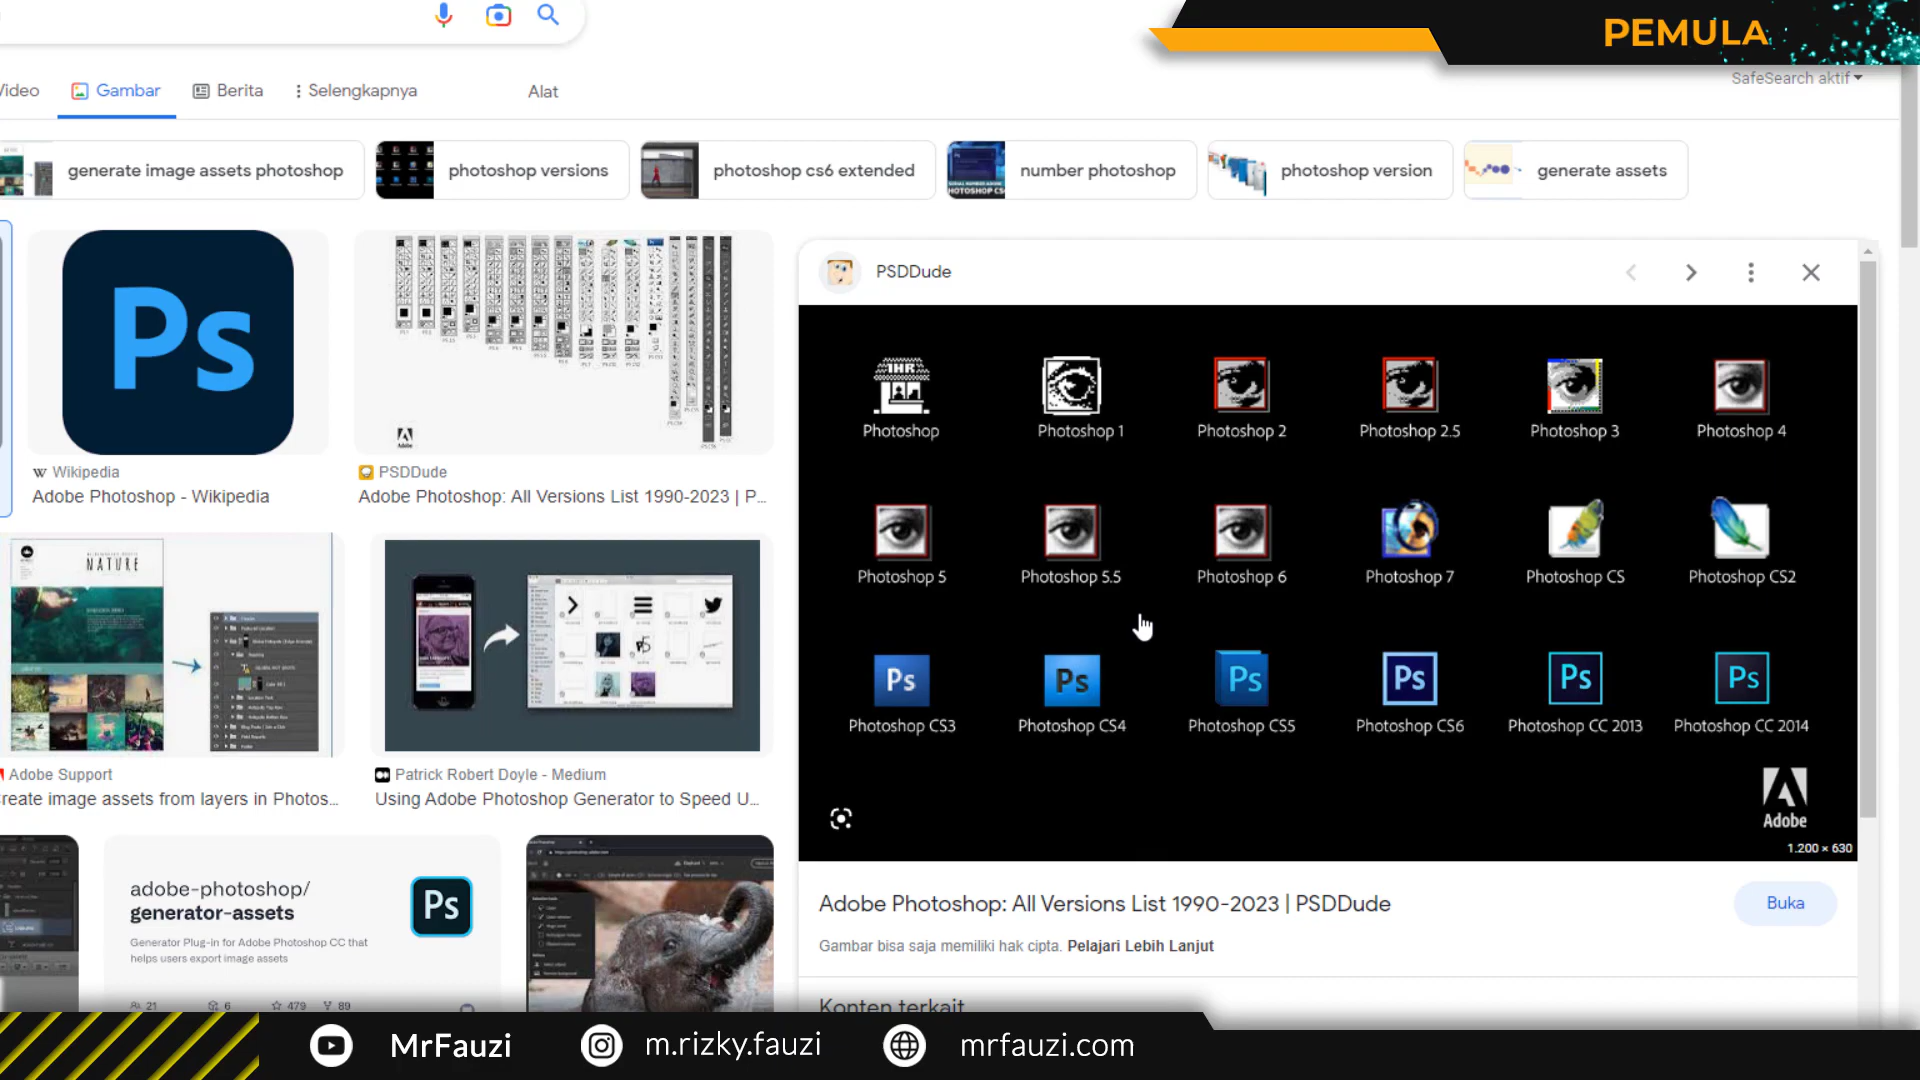 PEMULA
Video
Gambar
Berita
Selengkapnya
Alat
SafeSearch aktif
generate image assets photoshop
photoshop versions
photoshop cs6 extended
number photoshop
photoshop version
generate assets
Ps
Wikipedia
Adobe Photoshop - Wikipedia
Adobe
PSDDude
Adobe Photoshop: All Versions List 1990-2023 | P...
PSDDude
1HR
Photoshop
Photoshop 1
Photoshop 2
Photoshop 2.5
Photoshop 3
Photoshop 4
Photoshop 5
Photoshop 5.5
Photoshop 6
Photoshop 7
Photoshop CS
Photoshop CS2
Ps
Ps
Ps
Ps
Ps
Ps
Photoshop CS3
Photoshop CS4
Photoshop CS5
Photoshop CS6
Photoshop CC 2013
Photoshop CC 2014
Adobe
1.200 × 630
NATURE
Adobe Support
reate image assets from layers in Photos...
Patrick Robert Doyle - Medium
Using Adobe Photoshop Generator to Speed U...
adobe-photoshop/
generator-assets
Ps
Generator Plug-in for Adobe Photoshop CC that
helps users export image assets
21
6
479
89
Adobe Photoshop: All Versions List 1990-2023 | PSDDude
Buka
Gambar bisa saja memiliki hak cipta. Pelajari Lebih Lanjut
Konten terkait
MrFauzi
m.rizky.fauzi
mrfauzi.com